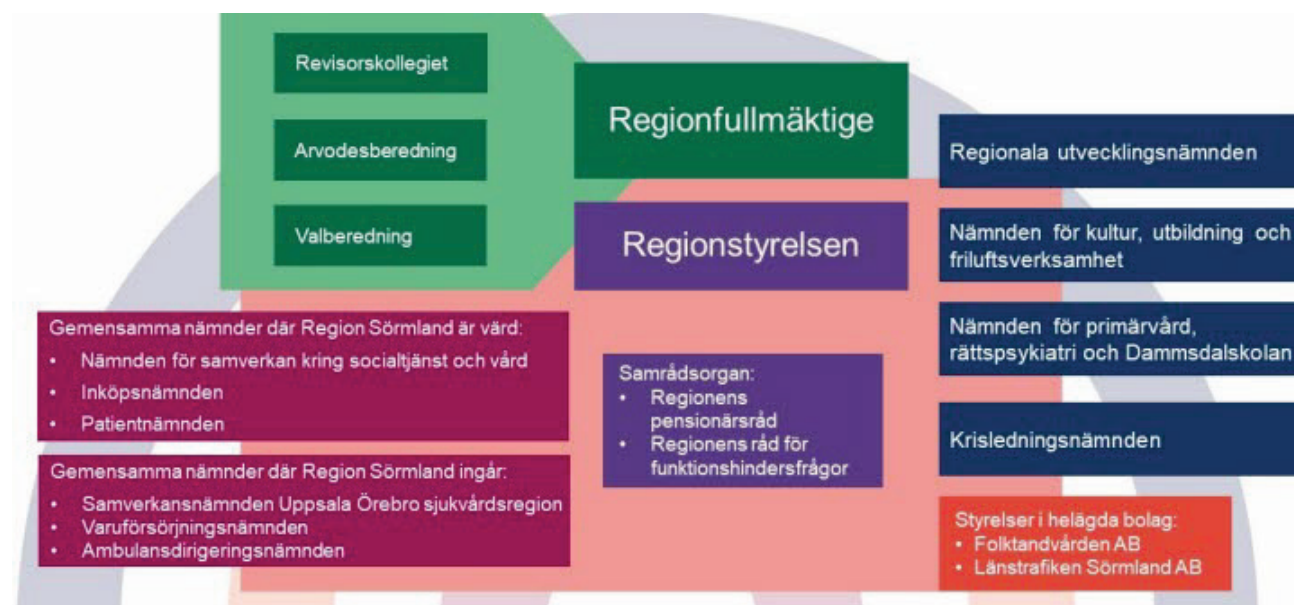 Revisorskollegiet
Arvodesberedning
Valberedning
Regionfullmäktige
Regionstyrelsen
Regionala utvecklingsnämnden
Nämnden för kultur, utbildning och
friluftsverksamhet
Nämnden för primärvård,
rättspsykiatri och Dammsdalskolan
Krisledningsnämnden
Gemensamma nämnder där Region Sörmland är värd:
• Nämnden för samverkan kring socialtjänst och vård
• Inköpsnämnden
• Patientnämnden
Gemensamma nämnder där Region Sörmland ingår:
• Samverkansnämnden Uppsala Örebro sjukvårdsregion
• Varuförsörjningsnämnden
• Ambulansdirigeringsnämnden
Samrådsorgan:
• Regionens
pensionärsråd
• Regionens råd för
funktionshindersfrågor
Styrelser i helägda bolag:
• Folktandvården AB
• Länstrafiken Sörmland AB